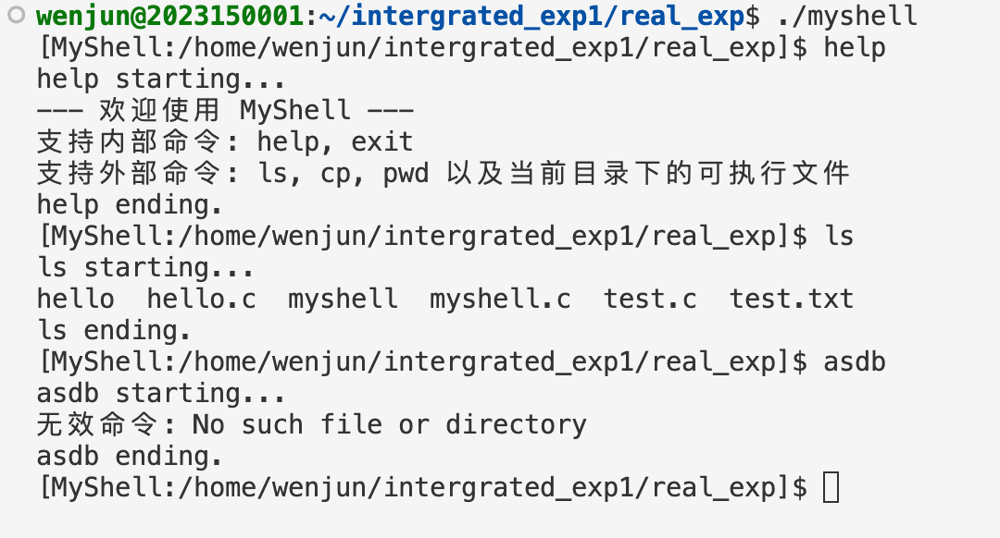 wenjun@2023150001:~/intergrated_exp1/real_exp$ ./myshell
[MyShell:/home/wenjun/intergrated_exp1/real_exp]$ help
help starting...
--- 欢迎使用 MyShell ---
支持内部命令: help, exit
支持外部命令: ls, cp, pwd 以及当前目录下的可执行文件
help ending.
[MyShell:/home/wenjun/intergrated_exp1/real_exp]$ ls
ls starting...
hello  hello.c  myshell  myshell.c  test.c  test.txt
ls ending.
[MyShell:/home/wenjun/intergrated_exp1/real_exp]$ asdb
asdb starting...
无效命令: No such file or directory
asdb ending.
[MyShell:/home/wenjun/intergrated_exp1/real_exp]$